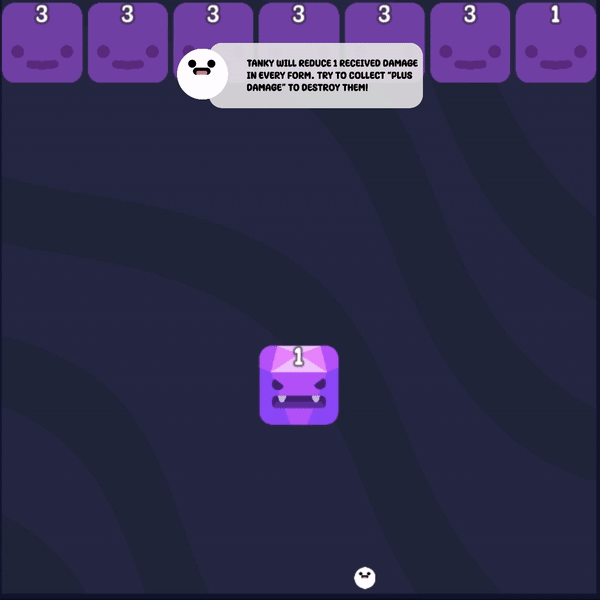 3 3 3 3 3 3 1
TANKY WILL REDUCE 1 RECEIVED DAMAGE
IN EVERY FORM. TRY TO COLLECT "PLUS
DAMAGE" TO DESTROY THEM!
1